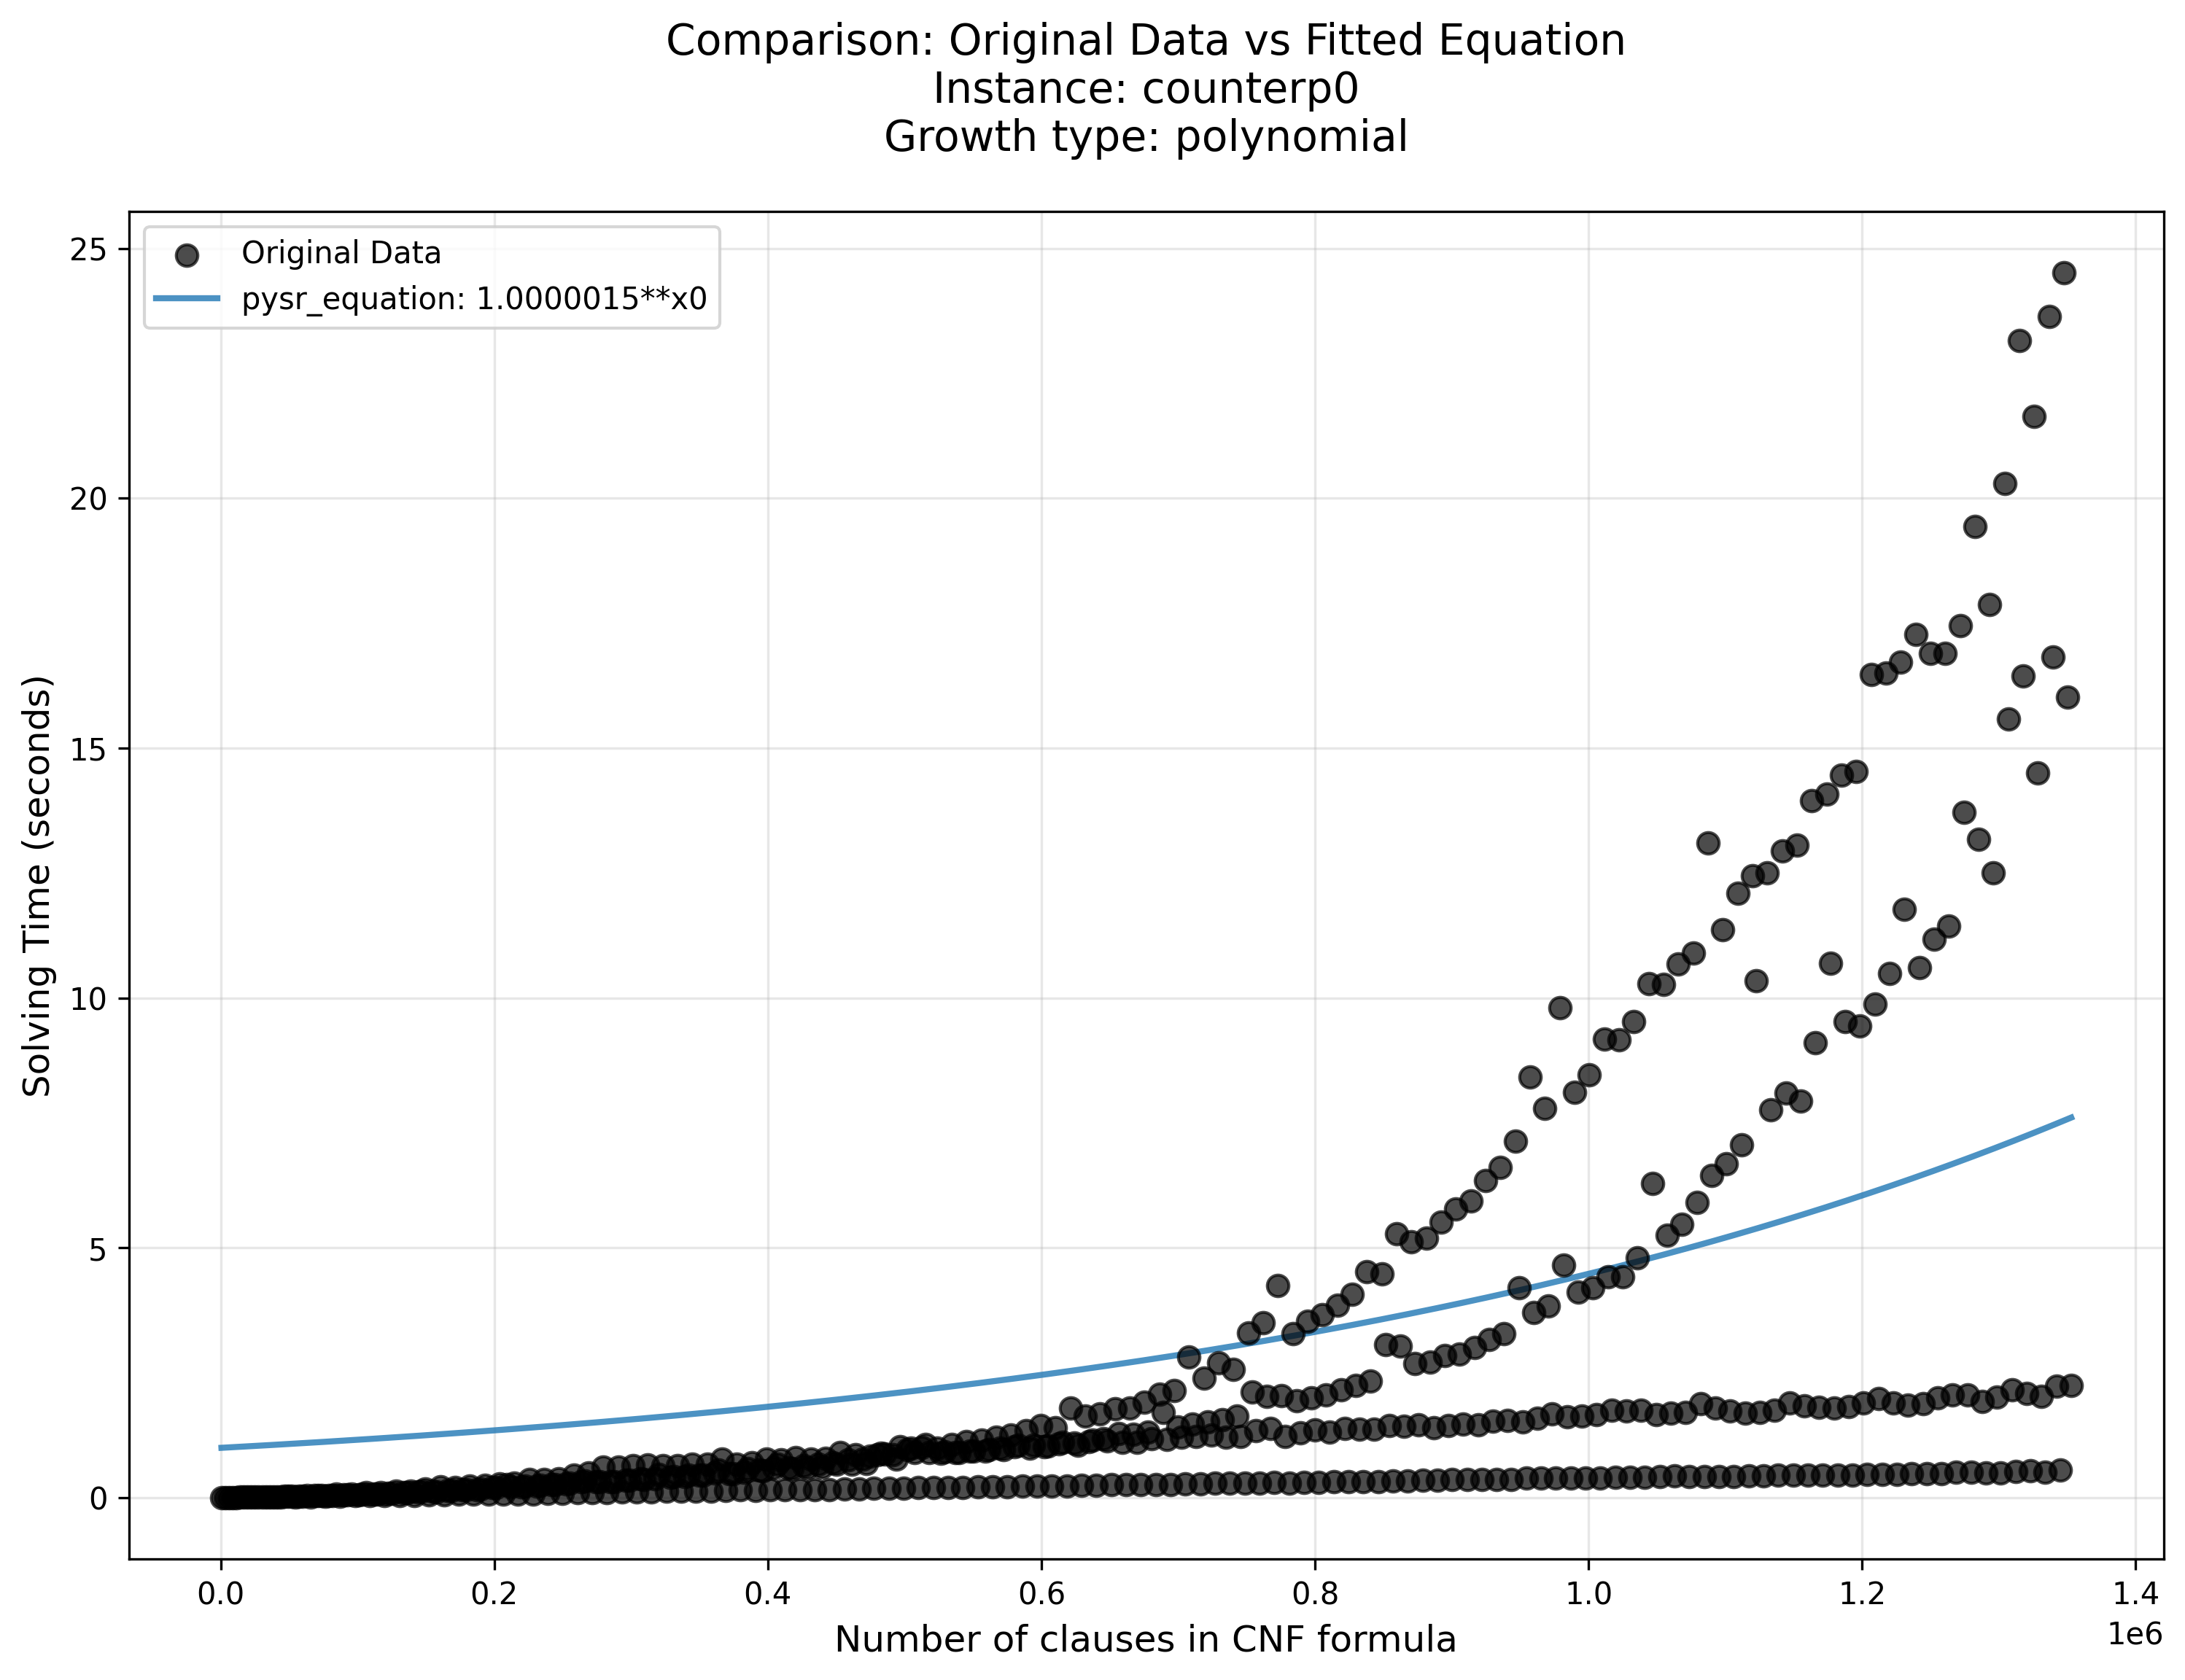 Comparison: Original Data vs Fitted Equation
Instance: counterp0
Growth type: polynomial
Original Data
pysr_equation: 1.0000015**x0
25
20
15
10
5
0
Solving Time (seconds)
0.0 0.2 0.4 0.6 0.8 1.0 1.2 1.4
1e6
Number of clauses in CNF formula